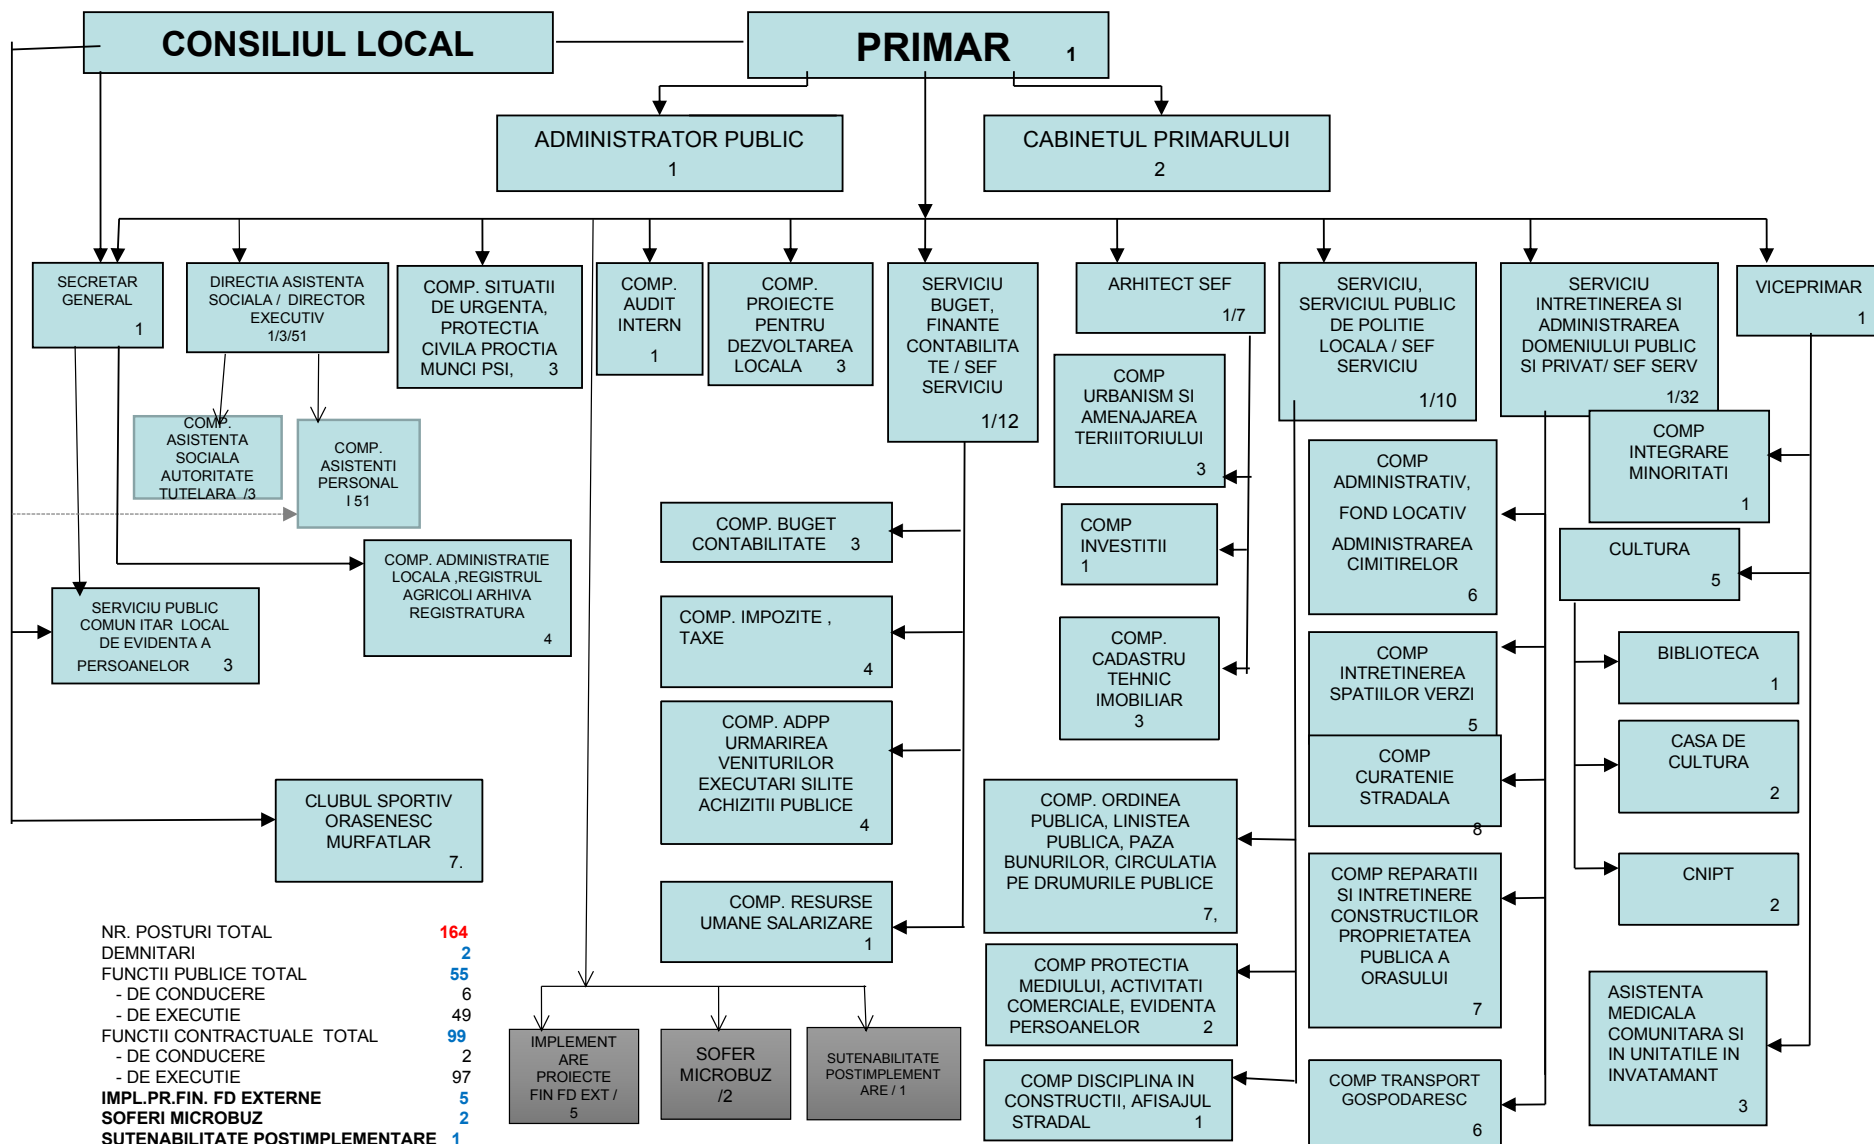 CONSILIUL LOCAL
PRIMAR 1
ADMINISTRATOR PUBLIC
1
CABINETUL PRIMARULUI
2
SECRETAR
GENERAL
1
DIRECTIA ASISTENTA
SOCIALA / DIRECTOR
EXECUTIV
1/3/51
COMP. SITUATII
DE URGENTA,
PROTECTIA
CIVILA PROCTIA
MUNCI PSI, 3
COMP.
AUDIT
INTERN
1
COMP.
PROIECTE
PENTRU
DEZVOLTAREA
LOCALA 3
SERVICIU
BUGET,
FINANTE
CONTABILITA
TE / SEF
SERVICIU
1/12
ARHITECT SEF
1/7
SERVICIU,
SERVICIUL PUBLIC
DE POLITIE
LOCALA / SEF
SERVICIU
1/10
SERVICIU
INTRETINEREA SI
ADMINISTRAREA
DOMENIULUI PUBLIC
SI PRIVAT/ SEF SERV
1/32
VICEPRIMAR
1
COMP.
ASISTENTA
SOCIALA
AUTORITATE
TUTELARA /3
COMP.
ASISTENTI
PERSONAL
I 51
COMP
URBANISM SI
AMENAJAREA
TERIIITORIULUI
3
COMP
ADMINISTRATIV,
FOND LOCATIV
ADMINISTRAREA
CIMITIRELOR
6
COMP
INTEGRARE
MINORITATI
1
COMP. BUGET
CONTABILITATE 3
COMP
INVESTITII
1
CULTURA
5
COMP. ADMINISTRATIE
LOCALA ,REGISTRUL
AGRICOLI ARHIVA
REGISTRATURA
4
SERVICIU PUBLIC
COMUN ITAR LOCAL
DE EVIDENTA A
PERSOANELOR 3
COMP. IMPOZITE ,
TAXE
4
COMP.
CADASTRU
TEHNIC
IMOBILIAR
3
COMP
INTRETINEREA
SPATIILOR VERZI
5
BIBLIOTECA
1
COMP. ADPP
URMARIREA
VENITURILOR
EXECUTARI SILITE
ACHIZITII PUBLICE
4
COMP
CURATENIE
STRADALA
8
CASA DE
CULTURA
2
CLUBUL SPORTIV
ORASENESC
MURFATLAR
7.
COMP. ORDINEA
PUBLICA, LINISTEA
PUBLICA, PAZA
BUNURILOR, CIRCULATIA
PE DRUMURILE PUBLICE
7,
COMP REPARATII
SI INTRETINERE
CONSTRUCTILOR
PROPRIETATEA
PUBLICA A
ORASULUI
7
CNIPT
2
COMP. RESURSE
UMANE SALARIZARE
1
COMP PROTECTIA
MEDIULUI, ACTIVITATI
COMERCIALE, EVIDENTA
PERSOANELOR 2
ASISTENTA
MEDICALA
COMUNITARA SI
IN UNITATILE IN
INVATAMANT
3
NR. POSTURI TOTAL 164
DEMNITARI 2
FUNCTII PUBLICE TOTAL 55
- DE CONDUCERE 6
- DE EXECUTIE 49
FUNCTII CONTRACTUALE TOTAL 99
- DE CONDUCERE 2
- DE EXECUTIE 97
IMPL.PR.FIN. FD EXTERNE 5
SOFERI MICROBUZ 2
SUTENABILITATE POSTIMPLEMENTARE 1
IMPLEMENT
ARE
PROIECTE
FIN FD EXT /
5
SOFER
MICROBUZ
/2
SUTENABILITATE
POSTIMPLEMENT
ARE / 1
COMP DISCIPLINA IN
CONSTRUCTII, AFISAJUL
STRADAL 1
COMP TRANSPORT
GOSPODARESC
6